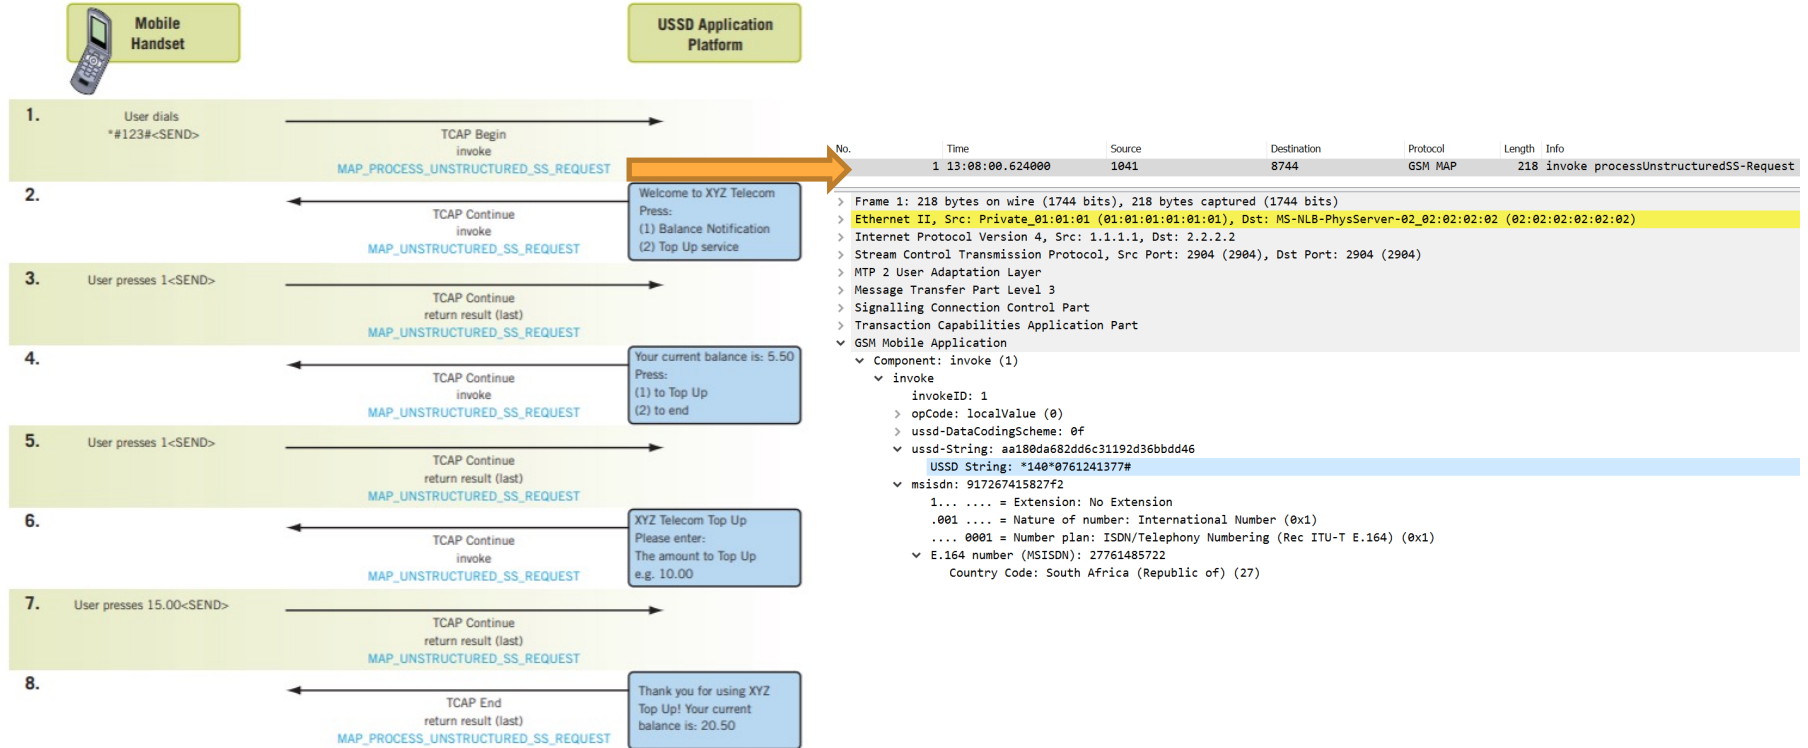 Mobile
Handset
USSD Application
Platform
1.
User dials
*#123#<SEND>
TCAP Begin
invoke
MAP_PROCESS_UNSTRUCTURED_SS_REQUEST
2.
TCAP Continue
invoke
MAP_UNSTRUCTURED_SS_REQUEST
Welcome to XYZ Telecom
Press:
(1) Balance Notification
(2) Top Up service
3.
User presses 1<SEND>
TCAP Continue
return result (last)
MAP_UNSTRUCTURED_SS_REQUEST
4.
TCAP Continue
invoke
MAP_UNSTRUCTURED_SS_REQUEST
Your current balance is: 5.50
Press:
(1) to Top Up
(2) to end
5.
User presses 1<SEND>
TCAP Continue
return result (last)
MAP_UNSTRUCTURED_SS_REQUEST
6.
TCAP Continue
invoke
MAP_UNSTRUCTURED_SS_REQUEST
XYZ Telecom Top Up
Please enter:
The amount to Top Up
e.g. 10.00
7.
User presses 15.00<SEND>
TCAP Continue
return result (last)
MAP_UNSTRUCTURED_SS_REQUEST
8.
TCAP End
return result (last)
MAP_PROCESS_UNSTRUCTURED_SS_REQUEST
Thank you for using XYZ
Top Up! Your current
balance is: 20.50
No. Time Source Destination Protocol Length Info
1 13:08:00.624000 1041 8744 GSM MAP 218 invoke processUnstructuredSS-Request
Frame 1: 218 bytes on wire (1744 bits), 218 bytes captured (1744 bits)
Ethernet II, Src: Private_01:01:01 (01:01:01:01:01:01), Dst: MS-NLB-PhysServer-02_02:02:02:02 (02:02:02:02:02:02)
Internet Protocol Version 4, Src: 1.1.1.1, Dst: 2.2.2.2
Stream Control Transmission Protocol, Src Port: 2904 (2904), Dst Port: 2904 (2904)
MTP 2 User Adaptation Layer
Message Transfer Part Level 3
Signalling Connection Control Part
Transaction Capabilities Application Part
GSM Mobile Application
Component: invoke (1)
invoke
invokeID: 1
opCode: localValue (0)
ussd-DataCodingScheme: 0f
ussd-String: aa180da682dd6c31192d36bbdd46
USSD String: *140*0761241377#
msisdn: 917267415827f2
1... .... = Extension: No Extension
.001 .... = Nature of number: International Number (0x1)
.... 0001 = Number plan: ISDN/Telephony Numbering (Rec ITU-T E.164) (0x1)
E.164 number (MSISDN): 27761485722
Country Code: South Africa (Republic of) (27)